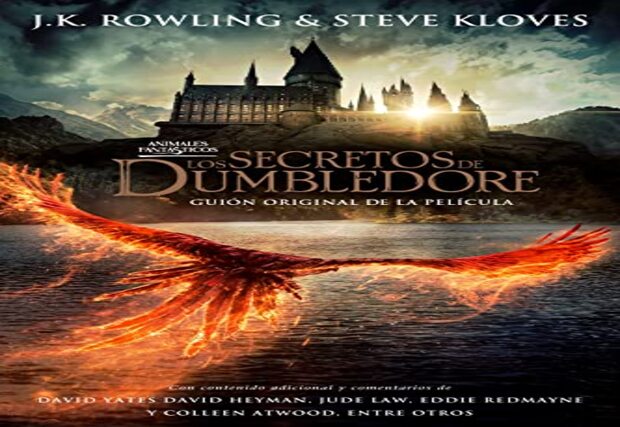 J.K. ROWLING & STEVE KLOVES
ANIMALES
FANTÁSTICOS
LOS SECRETOS DE
DUMBLEDORE
GUIÓN ORIGINAL DE LA PELÍCULA
Con contenido adicional y comentarios de
DAVID YATES DAVID HEYMAN, JUDE LAW, EDDIE REDMAYNE
Y COLLEEN ATWOOD, ENTRE OTROS